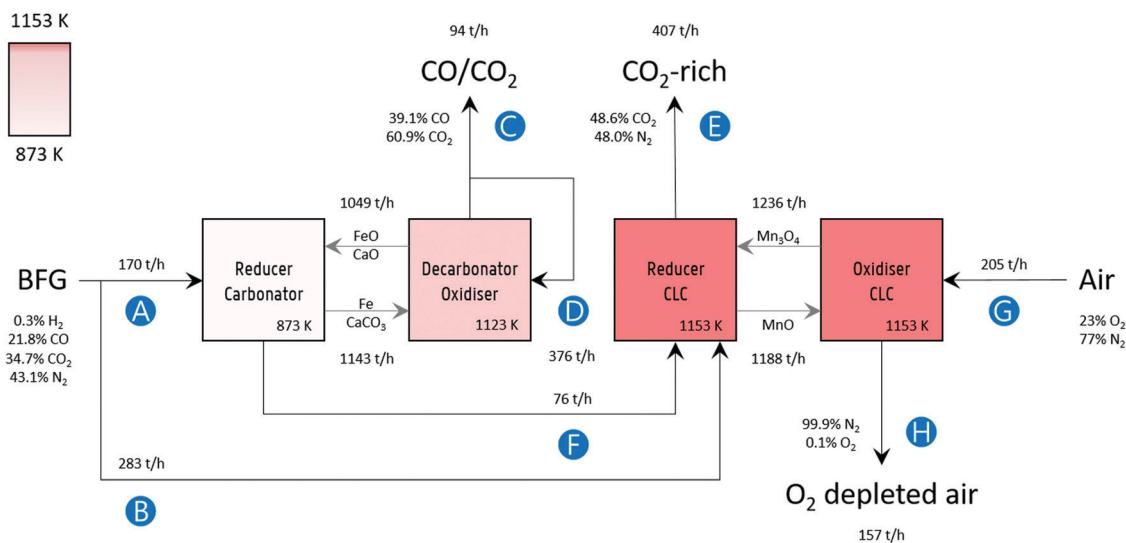 1153 K
873 K
94 t/h
CO/CO₂
39.1% CO
60.9% CO₂
C
407 t/h
CO₂-rich
48.6% CO₂
48.0% N₂
E
BFG
0.3% H₂
21.8% CO
34.7% CO₂
43.1% N₂
170 t/h
A
Reducer
Carbonator
873 K
1049 t/h
FeO
CaO
Fe
CaCO₃
1143 t/h
Decarbonator
Oxidiser
1123 K
D
376 t/h
Reducer
CLC
1153 K
1236 t/h
Mn₃O₄
MnO
1188 t/h
Oxidiser
CLC
1153 K
205 t/h
G
Air
23% O₂
77% N₂
76 t/h
F
283 t/h
B
99.9% N₂
0.1% O₂
H
O₂ depleted air
157 t/h